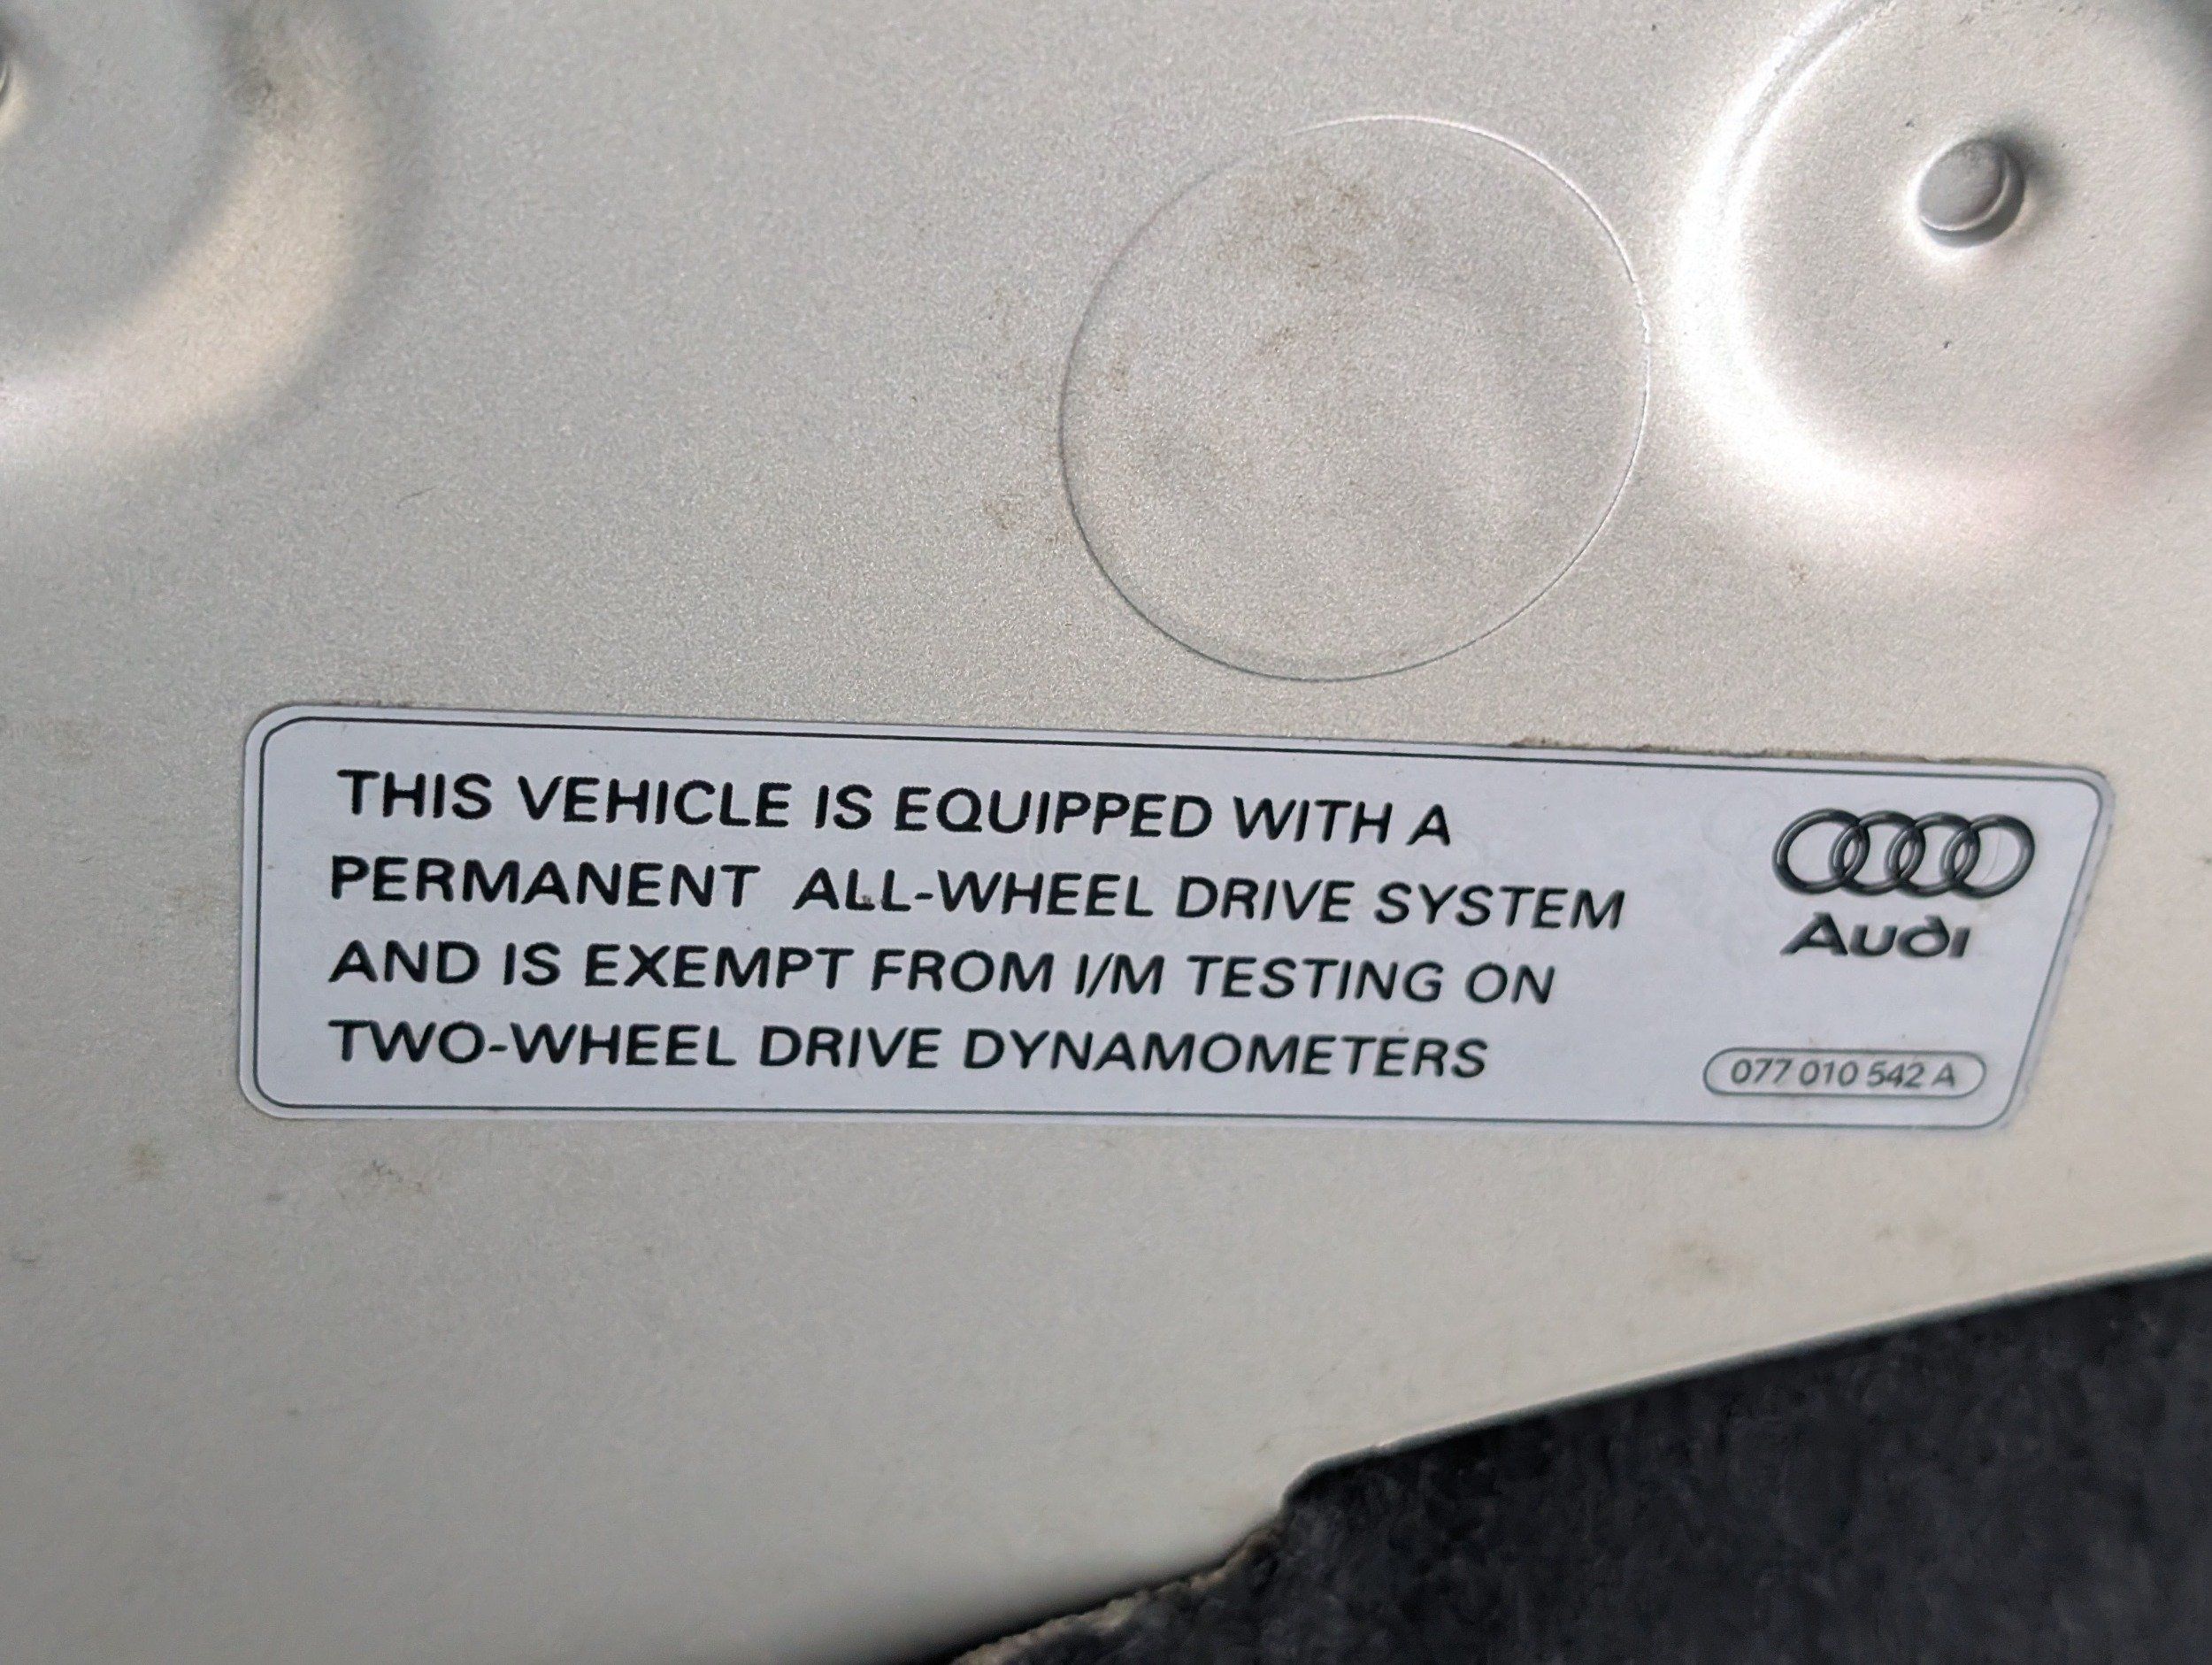 THIS VEHICLE IS EQUIPPED WITH A
PERMANENT ALL-WHEEL DRIVE SYSTEM
AND IS EXEMPT FROM I/M TESTING ON
TWO-WHEEL DRIVE DYNAMOMETERS
Audi
077 010 542 A